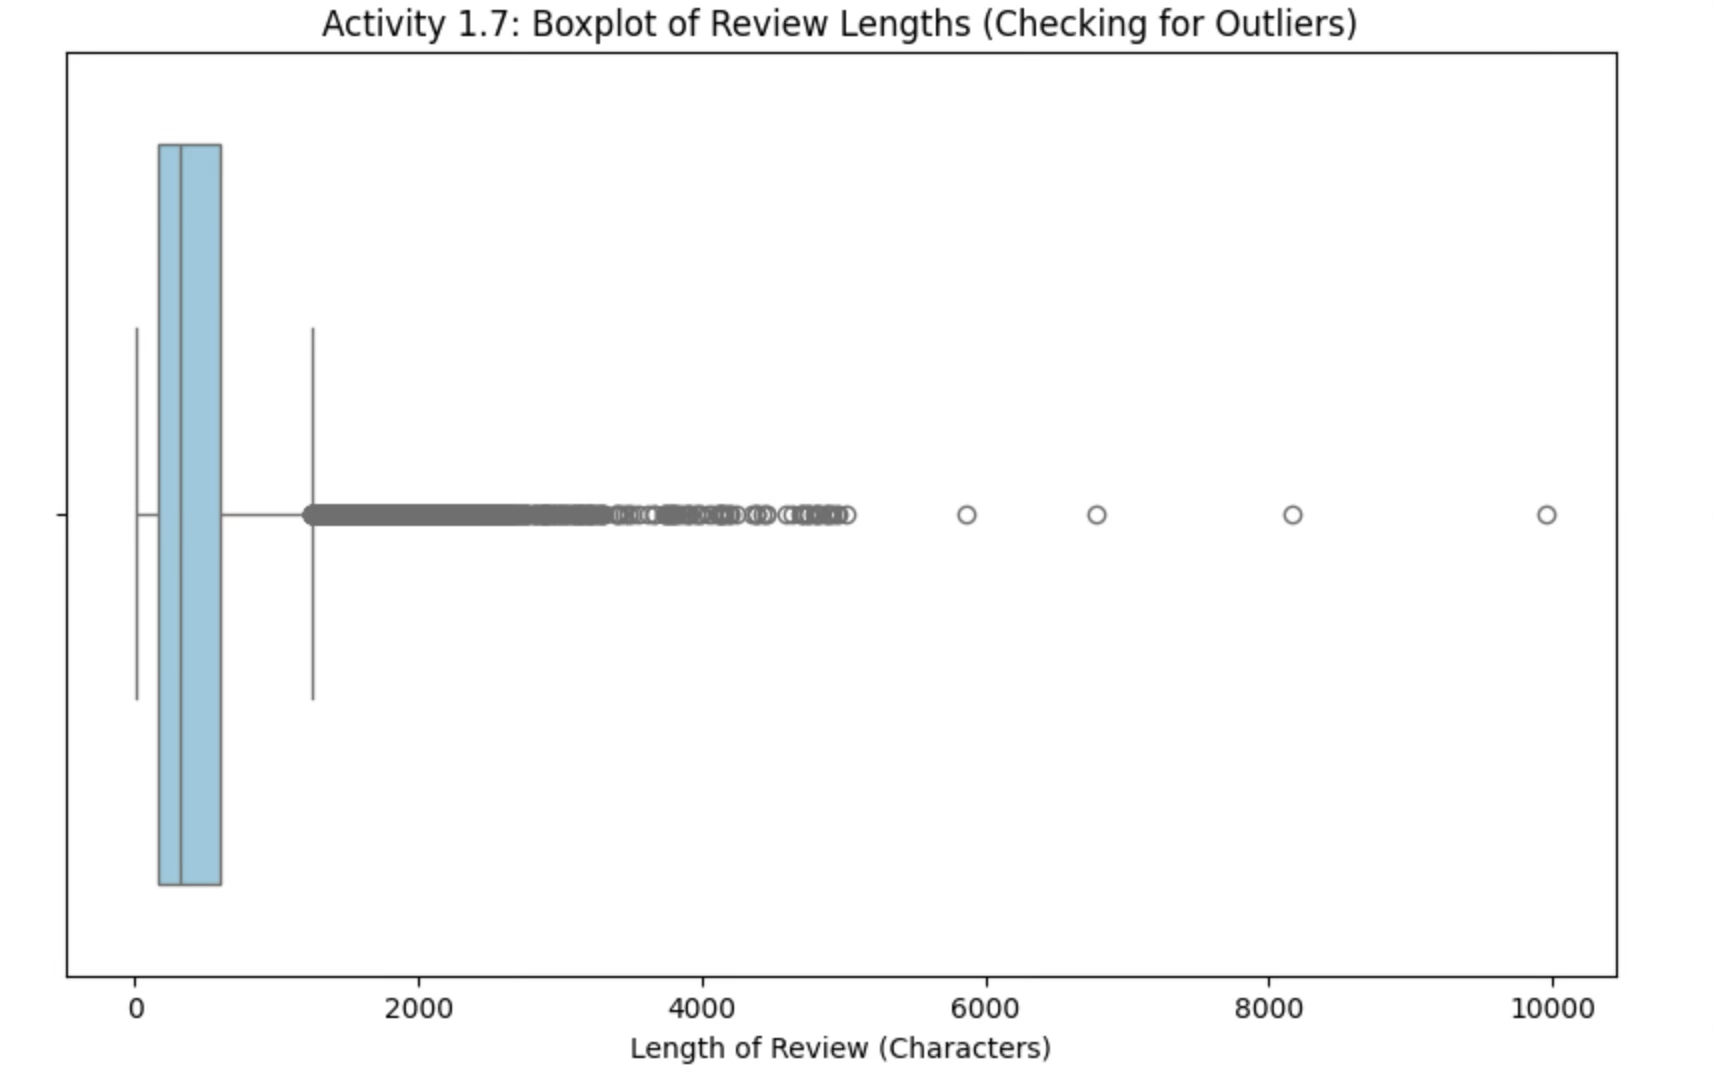 Activity 1.7: Boxplot of Review Lengths (Checking for Outliers)
0 2000 4000 6000 8000 10000
Length of Review (Characters)